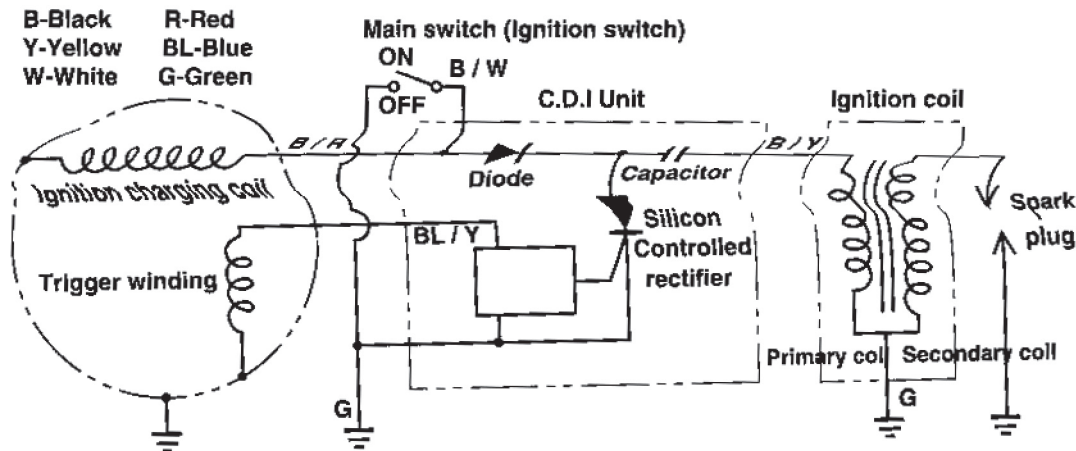 B-Black R-Red
Y-Yellow BL-Blue
W-White G-Green
Main switch (Ignition switch)
ON
B / W
OFF
C.D.I Unit
Ignition coil
B / R
B / Y
Diode
Capacitor
Ignition charging coil
Silicon
Controlled
rectifier
Spark
plug
BL / Y
Trigger winding
Primary coil Secondary coil
G
G